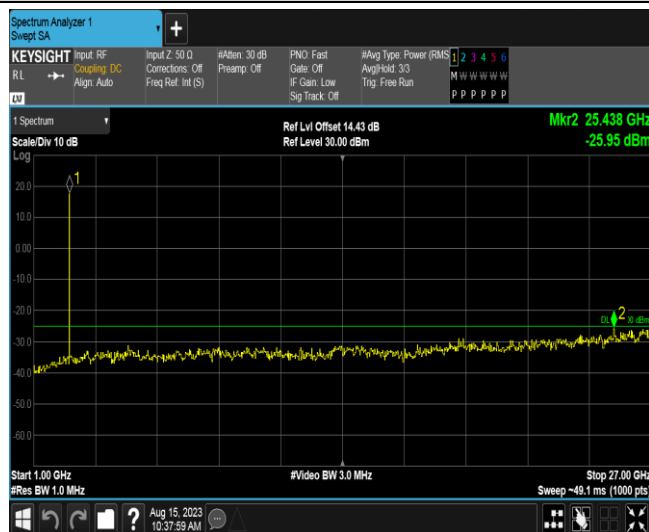 Spectrum Analyzer 1
Swept SA
+
KEYSIGHT Input: RF Input Z: 50 Ω #Atten: 30 dB PNO: Fast #Avg Type: Power (RMS 1 2 3 4 5 6
RL Coupling: DC Corrections: Off Preamp: Off Gate: Off Avg|Hold: 3/3 M W W W W W
Align: Auto Freq Ref: Int (S) IF Gain: Low Trig: Free Run
Sig Track: Off P P P P P P
LXI
1 Spectrum Ref Lvl Offset 14.43 dB Mkr2 25.438 GHz
Scale/Div 10 dB Ref Level 30.00 dBm -25.95 dBm
Log
1
20.0
10.0
0.00
-10.0
-20.0
DL 2 dBm
-30.0
-40.0
-50.0
-60.0
Start 1.00 GHz #Video BW 3.0 MHz Stop 27.00 GHz
#Res BW 1.0 MHz Sweep ~49.1 ms (1000 pts)
? Aug 15, 2023
10:37:59 AM